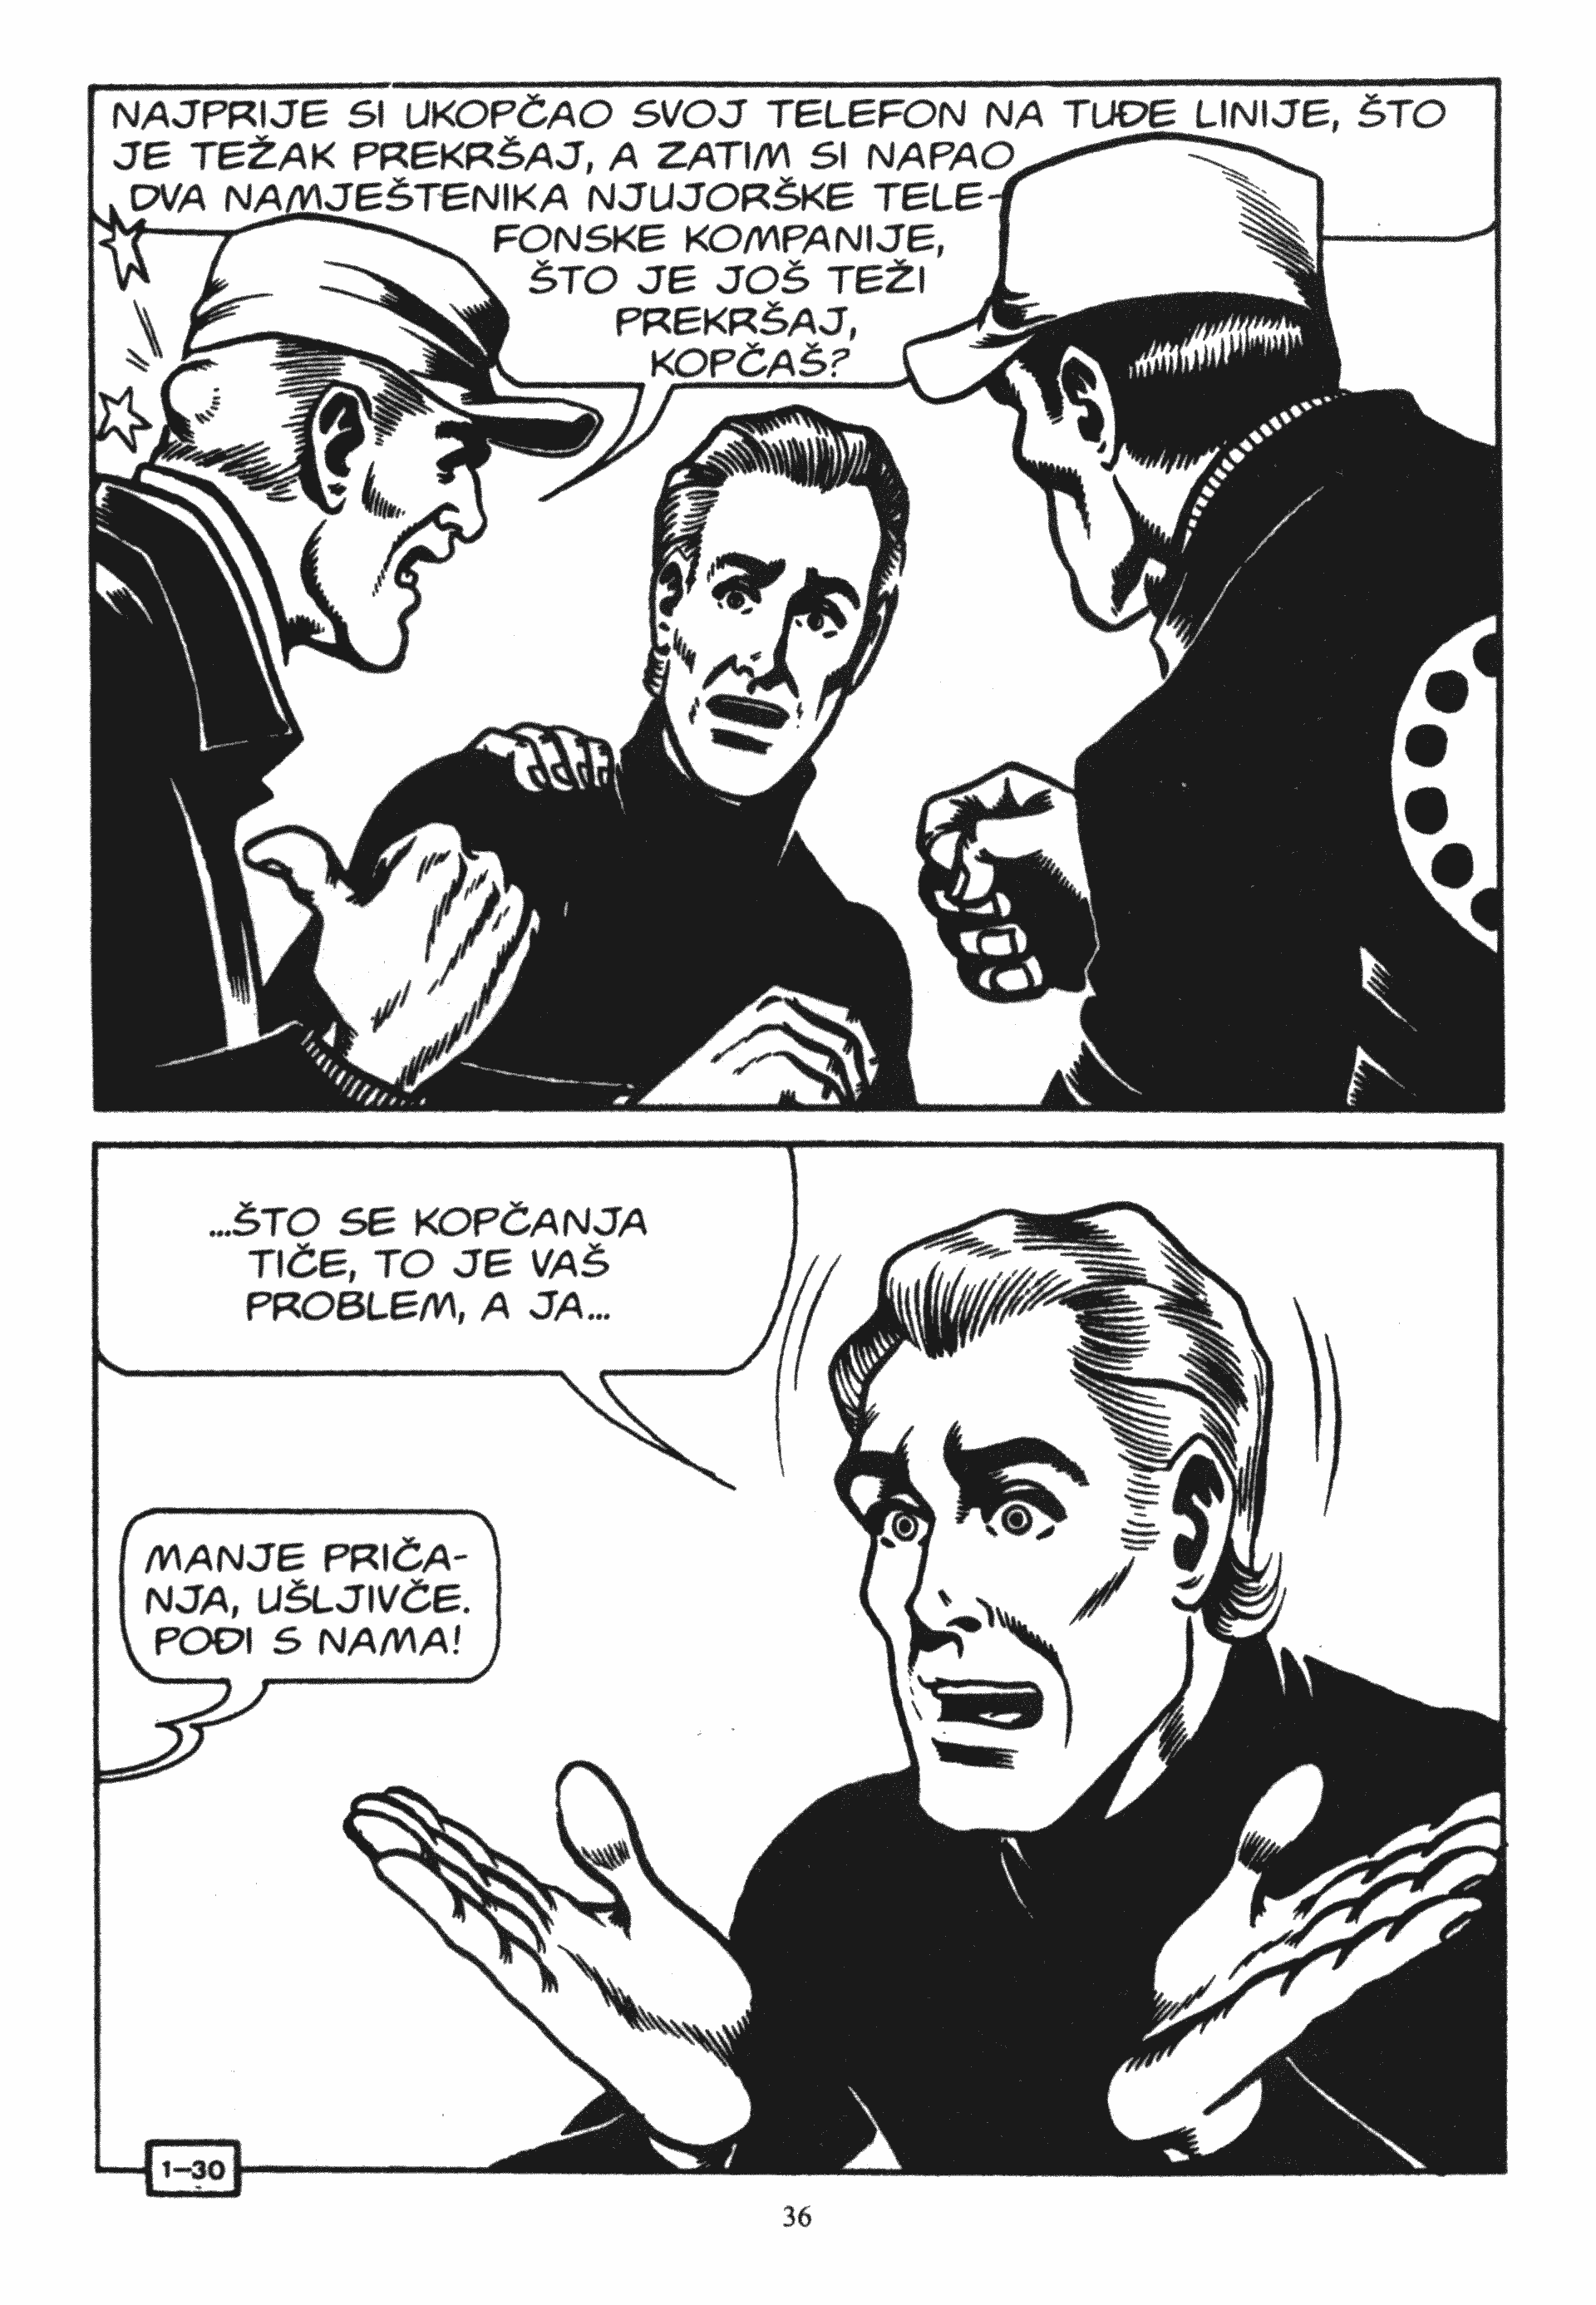 NAJPRIJE SI UKOPČAO SVOJ TELEFON NA TUĐE LINIJE, ŠTO
JE TEŽAK PREKRŠAJ, A ZATIM SI NAPAO
DVA NAMJEŠTENIKA NJUJORŠKE TELE-
FONSKE KOMPANIJE,
ŠTO JE JOŠ TEŽI
PREKRŠAJ,
KOPČAŠ?
...ŠTO SE KOPČANJA
TIČE, TO JE VAŠ
PROBLEM, A JA...
MANJE PRIČA-
NJA, UŠLJIVČE.
POĐI S NAMA!
1-30
36